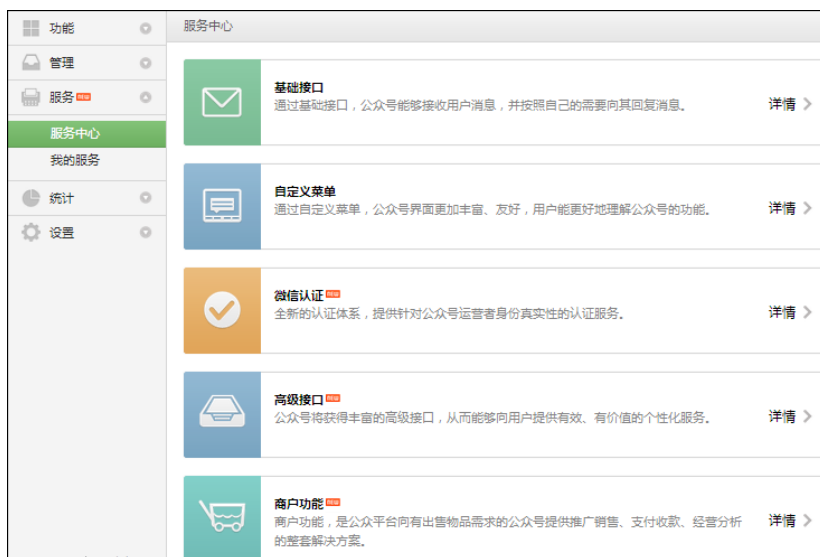 功能
管理
服务 NEW
服务中心
我的服务
统计
设置
服务中心
基础接口
通过基础接口，公众号能够接收用户消息，并按照自己的需要向其回复消息。
详情
自定义菜单
通过自定义菜单，公众号界面更加丰富、友好，用户能更好地理解公众号的功能。
详情
微信认证 NEW
全新的认证体系，提供针对公众号运营者身份真实性的认证服务。
详情
高级接口 NEW
公众号将获得丰富的高级接口，从而能够向用户提供有效、有价值的个性化服务。
详情
商户功能 NEW
商户功能，是公众平台向有出售物品需求的公众号提供推广销售、支付收款、经营分析
的整套解决方案。
详情